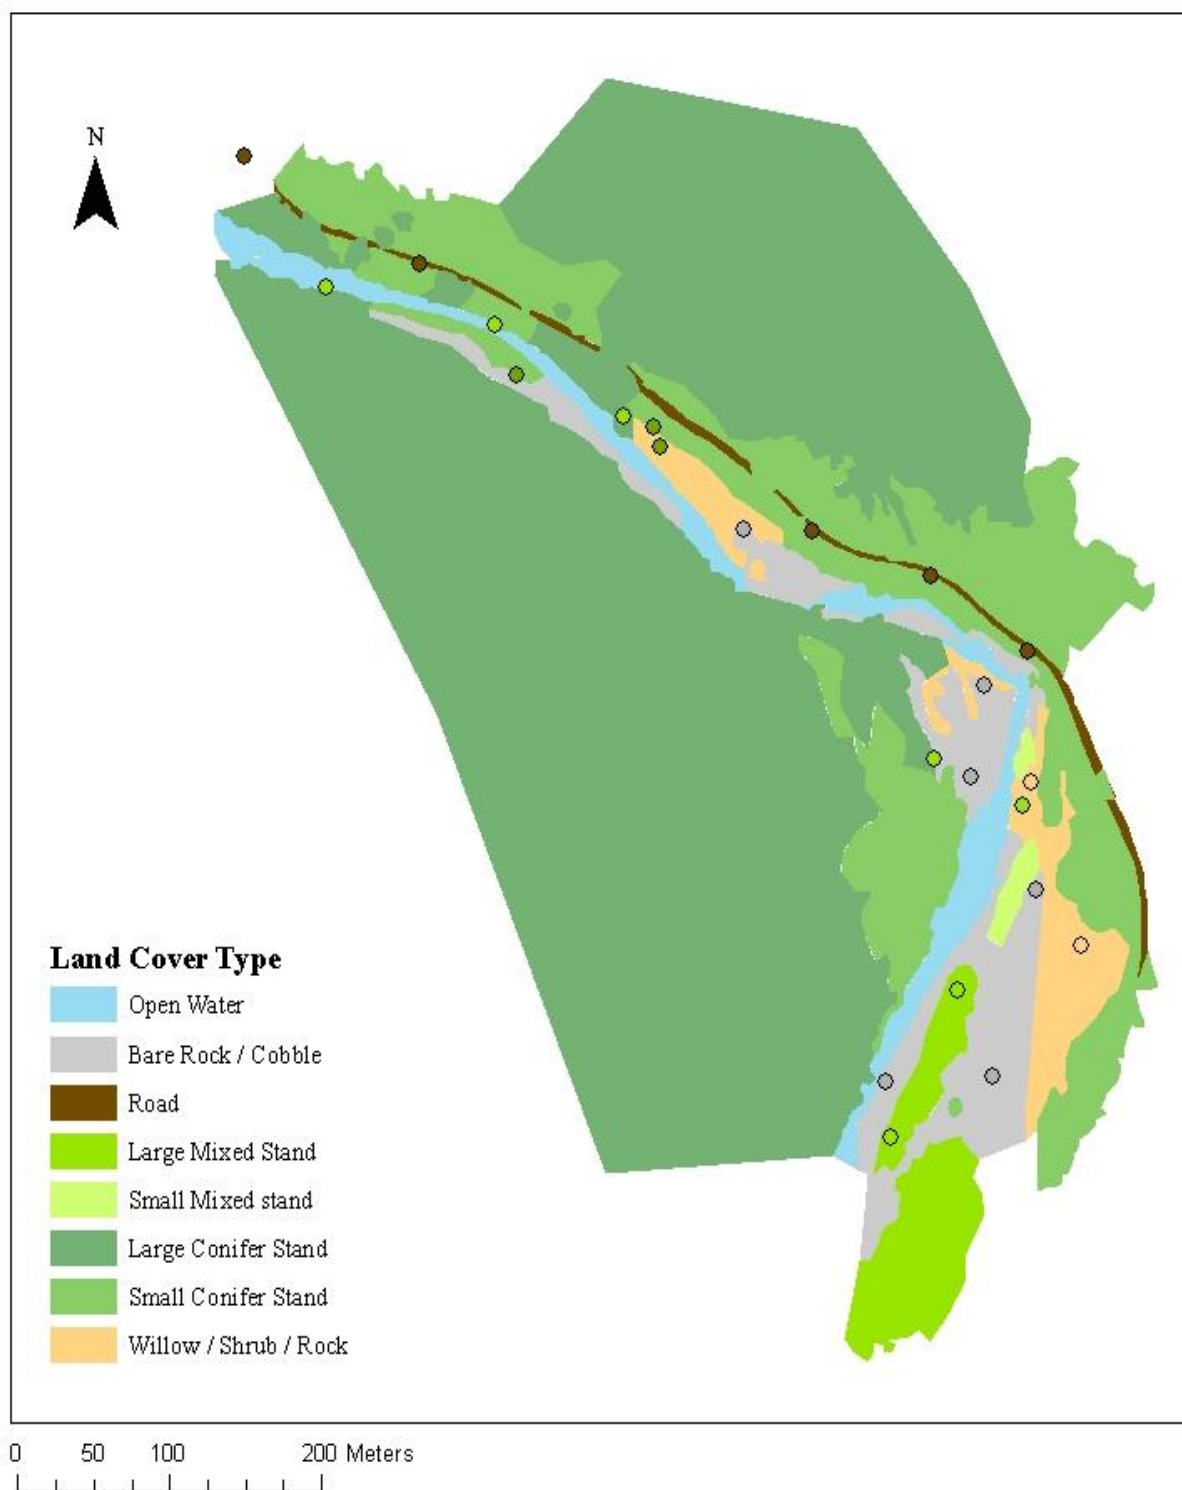 N
Land Cover Type
Open Water
Bare Rock / Cobble
Road
Large Mixed Stand
Small Mixed stand
Large Conifer Stand
Small Conifer Stand
Willow / Shrub / Rock
0 50 100 200 Meters